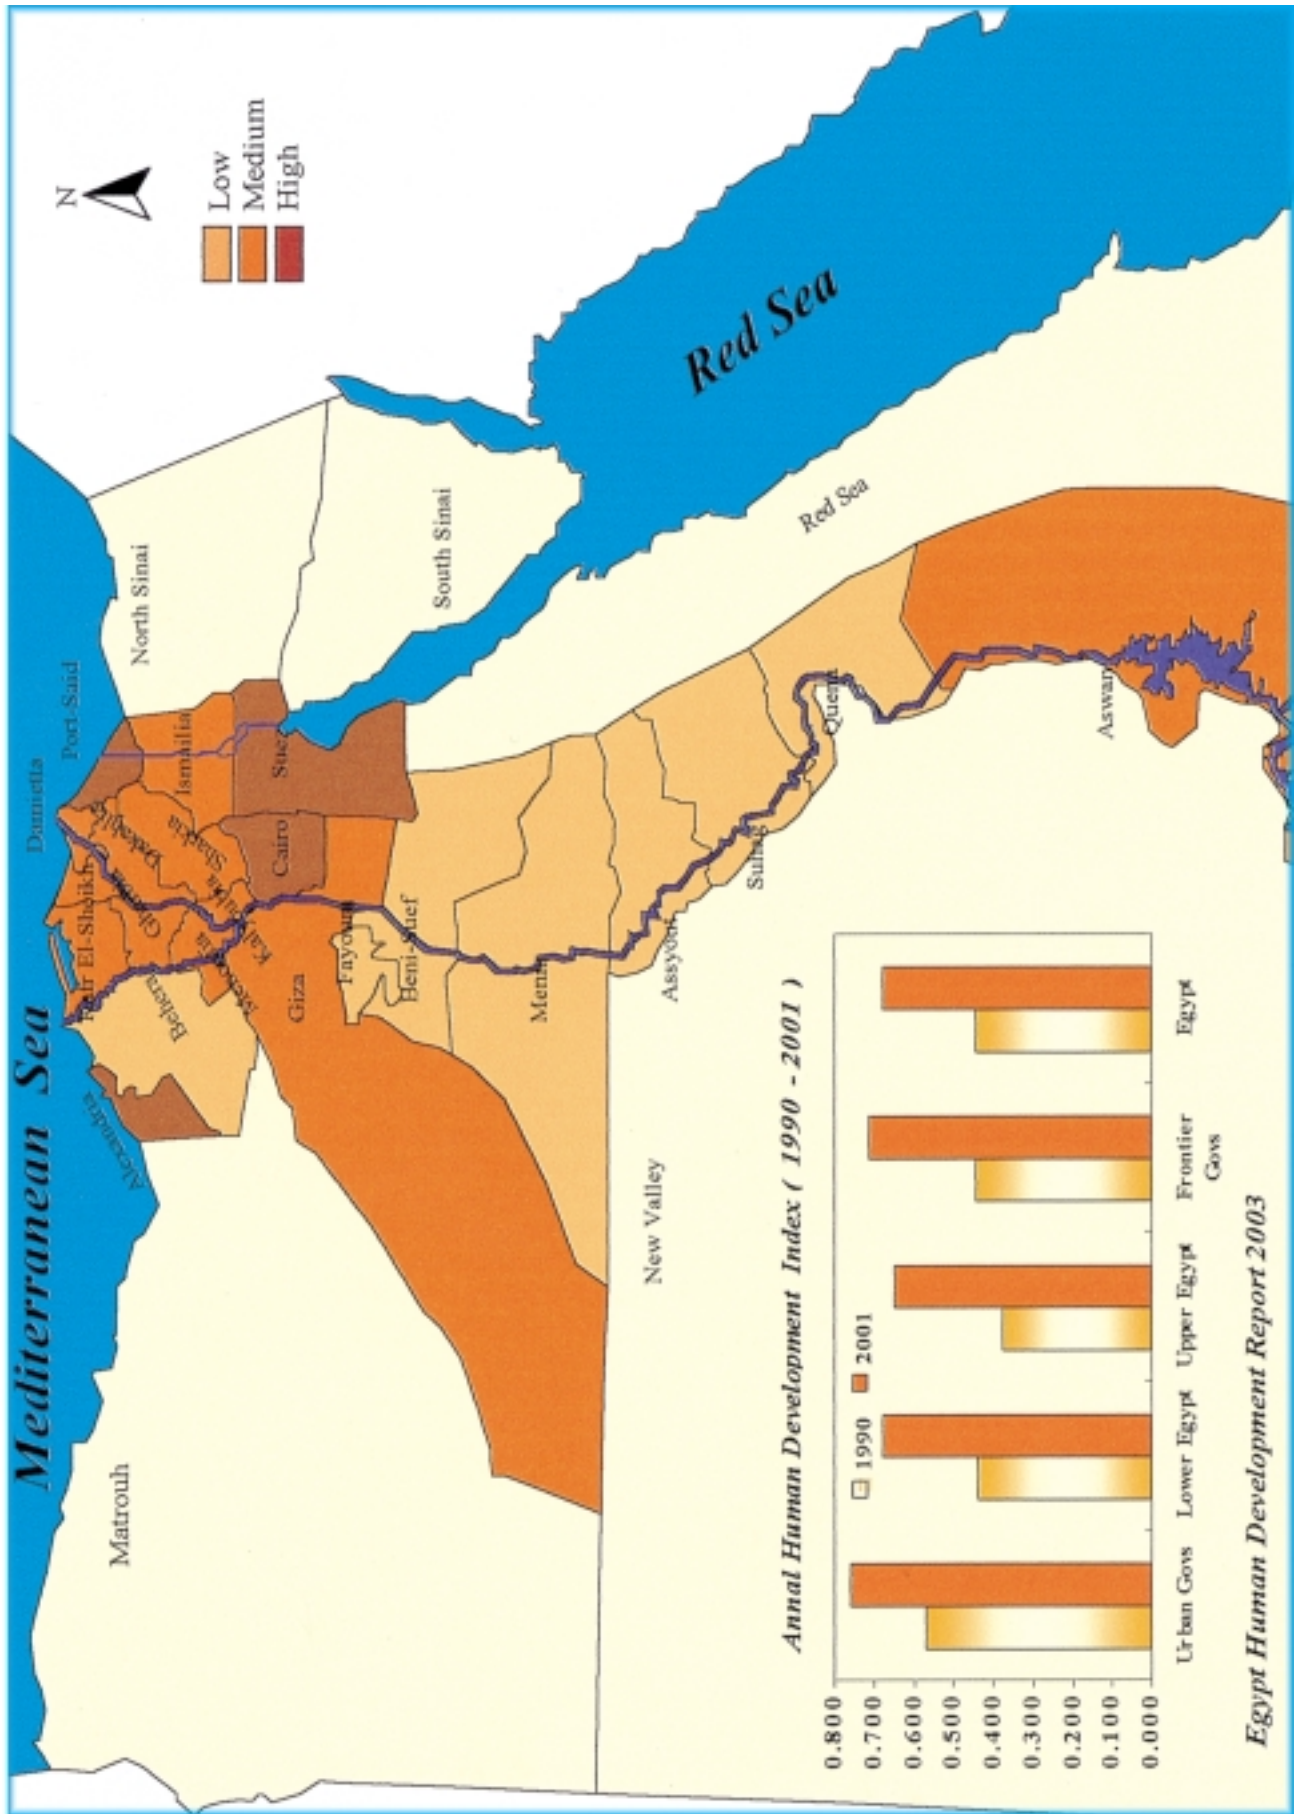 Mediterranean Sea
N
Low
Medium
High
Damietta
Port-Said
Alexandria
Kafr El-Sheikh
Dakahlia
Gharbia
Sharkia
Behera
Ismailia
North Sinai
Matrouh
Cairo
Giza
Fayoum
South Sinai
Beni-Suef
Menia
Red Sea
Red Sea
New Valley
Assyout
Suhag
Quena
Aswan
Annal Human Development Index ( 1990 - 2001 )
1990
2001
0.800
0.700
0.600
0.500
0.400
0.300
0.200
0.100
0.000
Urban Govs
Lower Egypt
Upper Egypt
Frontier
Govs
Egypt
Egypt Human Development Report 2003